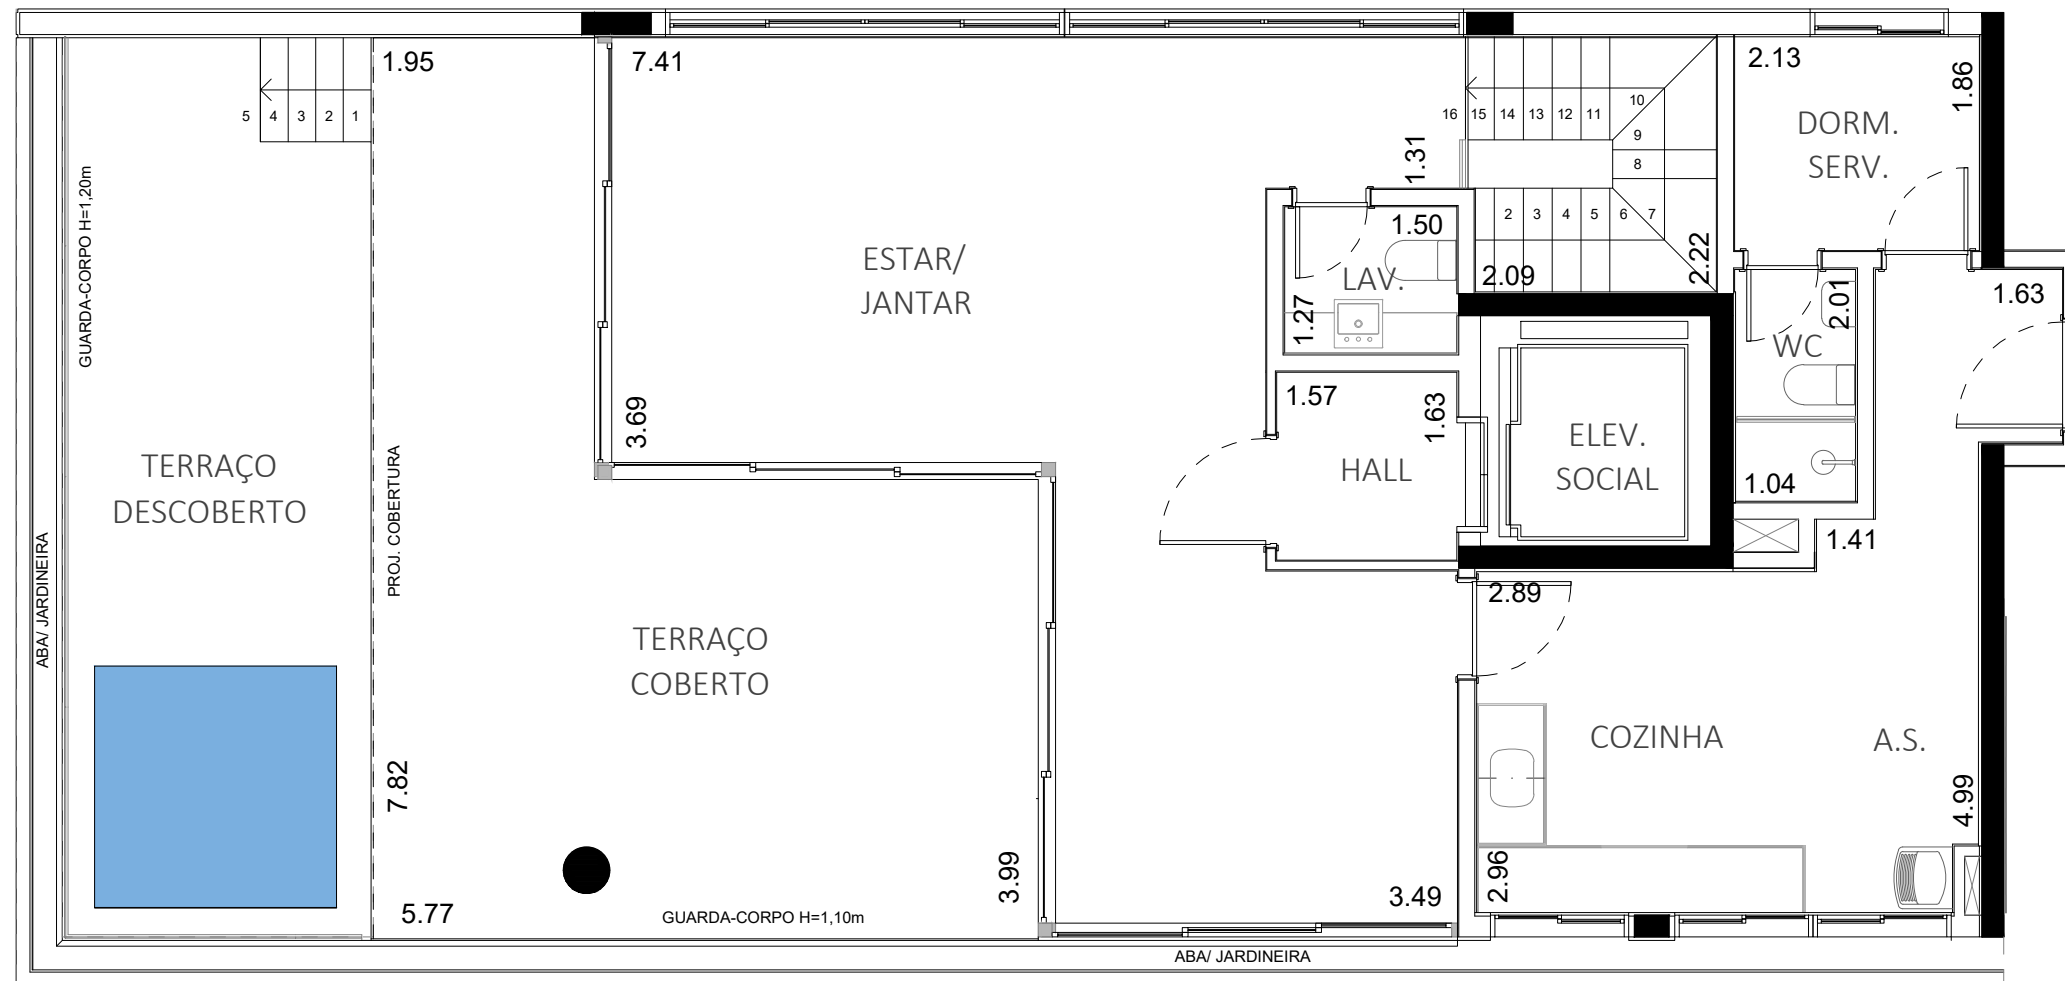 1.95
7.41
2.13
1.86
5 4 3 2 1
16 15 14 13 12 11
10
9
8
7
6
5
4
3
2
DORM.
SERV.
1.31
GUARDA-CORPO H=1,20m
1.50
LAV.
1.27
2.09
2.22
ESTAR/
JANTAR
2.01
WC
1.63
1.57
1.63
3.69
HALL
ELEV.
SOCIAL
1.04
1.41
TERRAÇO
DESCOBERTO
PROJ. COBERTURA
ABA/ JARDINEIRA
2.89
TERRAÇO
COBERTO
COZINHA
A.S.
7.82
4.99
2.96
3.99
3.49
5.77
GUARDA-CORPO H=1,10m
ABA/ JARDINEIRA